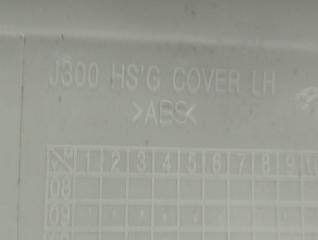 J300 HS'G COVER LH
>ABS<
Y M 1 2 3 4 5 6 7 8 9
08
09